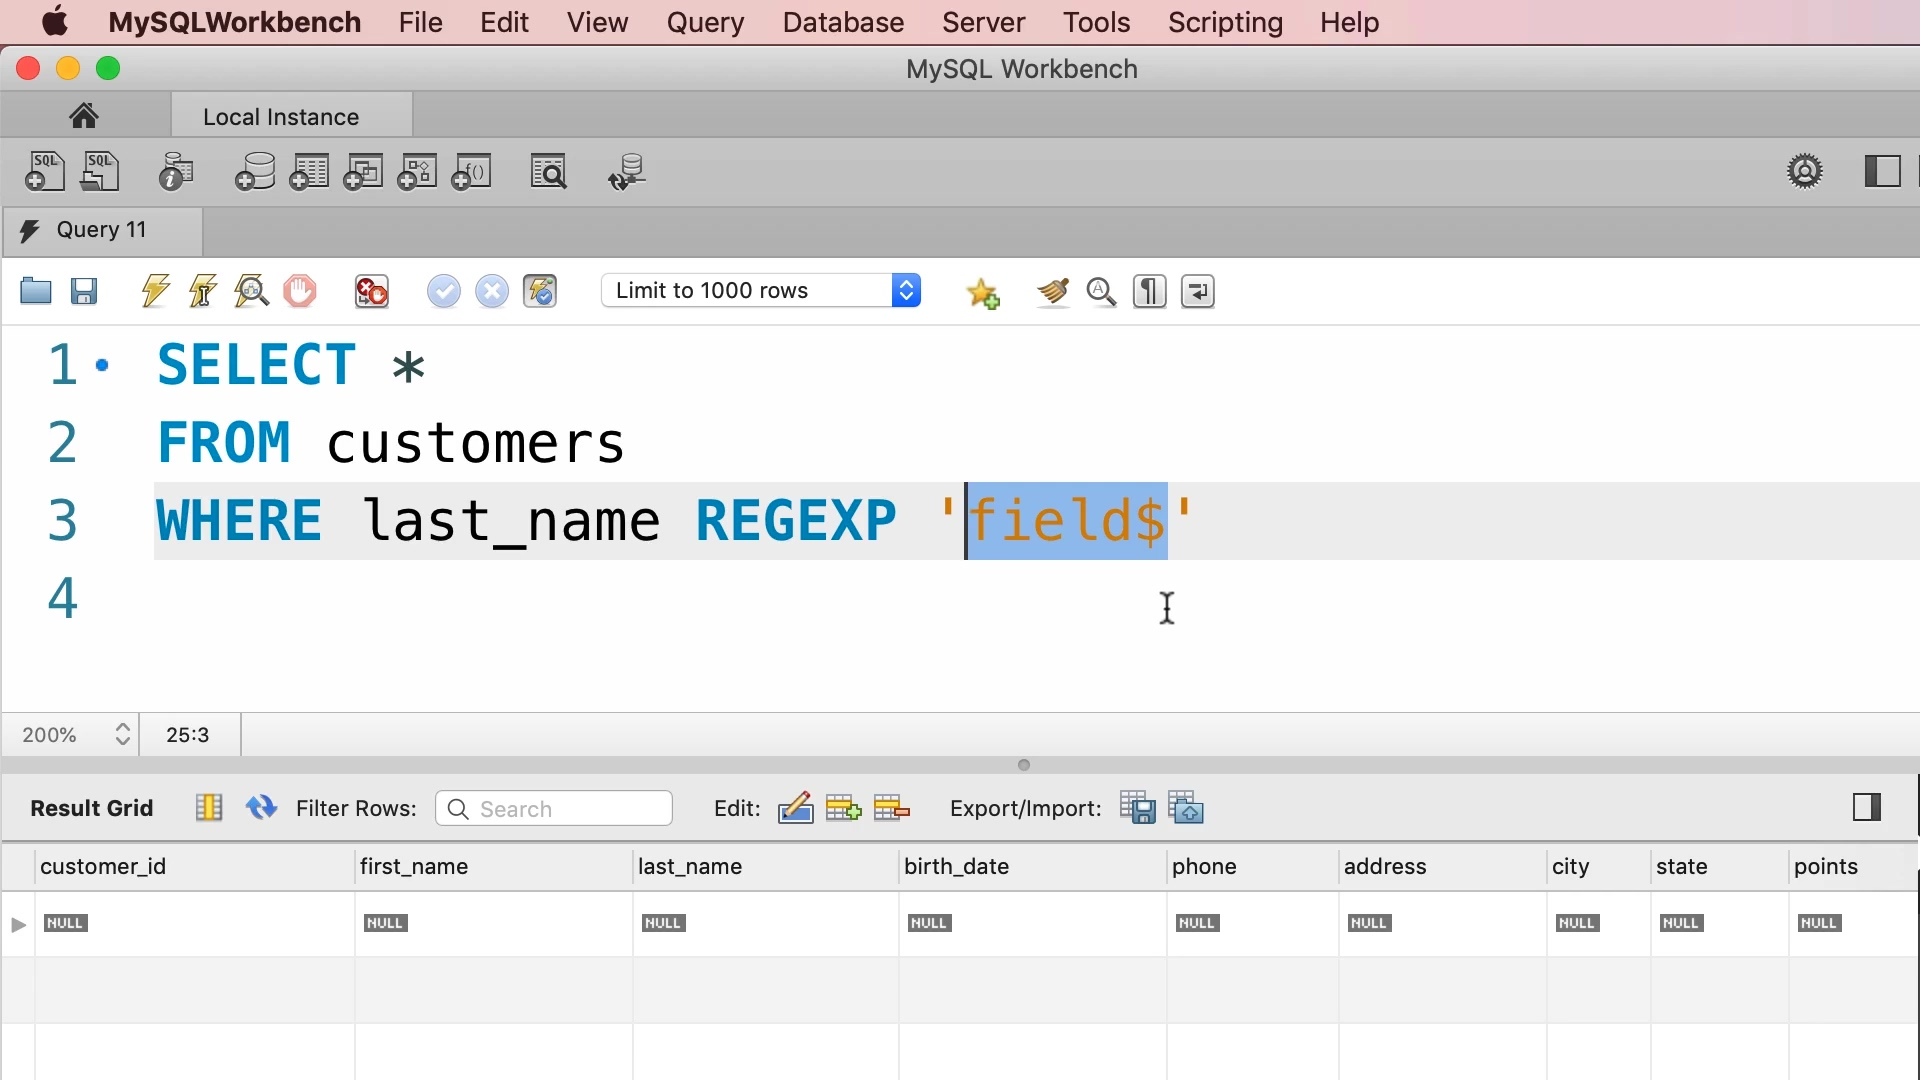 MySQLWorkbench File Edit View Query Database Server Tools Scripting Help
MySQL Workbench
Local Instance
SQL SQL
Query 11
Limit to 1000 rows
1 SELECT *
2 FROM customers
3 WHERE last_name REGEXP 'field$'
4
200% 25:3
Result Grid Filter Rows: Search Edit: Export/Import:
customer_id first_name last_name birth_date phone address city state points
NULL NULL NULL NULL NULL NULL NULL NULL NULL